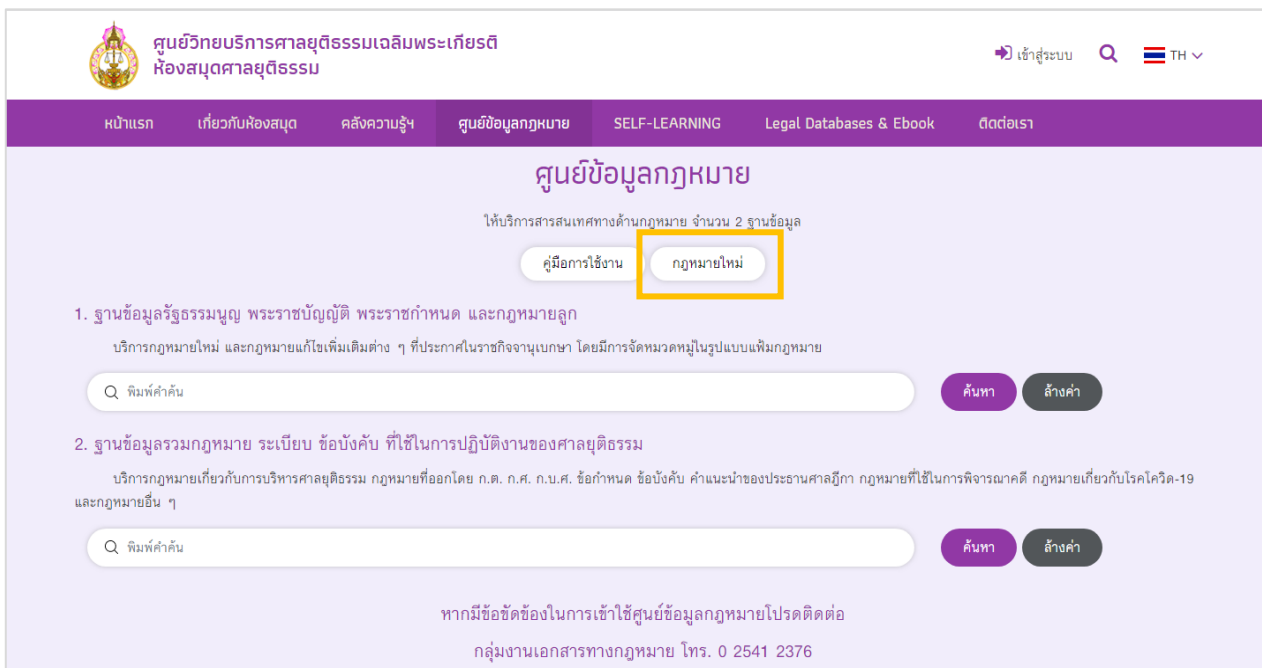 ศูนย์วิทยบริการศาลยุติธรรมเฉลิมพระเกียรติ
ห้องสมุดศาลยุติธรรม
เข้าสู่ระบบ
TH
หน้าแรก เกี่ยวกับห้องสมุด คลังความรู้ฯ ศูนย์ข้อมูลกฎหมาย SELF-LEARNING Legal Databases & Ebook ติดต่อเรา
ศูนย์ข้อมูลกฎหมาย
ให้บริการสารสนเทศทางด้านกฎหมาย จำนวน 2 ฐานข้อมูล
คู่มือการใช้งาน กฎหมายใหม่
1. ฐานข้อมูลรัฐธรรมนูญ พระราชบัญญัติ พระราชกำหนด และกฎหมายลูก
บริการกฎหมายใหม่ และกฎหมายแก้ไขเพิ่มเติมต่าง ๆ ที่ประกาศในราชกิจจานุเบกษา โดยมีการจัดหมวดหมู่ในรูปแบบแฟ้มกฎหมาย
พิมพ์คำค้น ค้นหา ล้างค่า
2. ฐานข้อมูลรวมกฎหมาย ระเบียบ ข้อบังคับ ที่ใช้ในการปฏิบัติงานของศาลยุติธรรม
บริการกฎหมายเกี่ยวกับการบริหารศาลยุติธรรม กฎหมายที่ออกโดย ก.ต. ก.ศ. ก.บ.ศ. ข้อกำหนด ข้อบังคับ คำแนะนำของประธานศาลฎีกา กฎหมายที่ใช้ในการพิจารณาคดี กฎหมายเกี่ยวกับโรคโควิด-19
และกฎหมายอื่น ๆ
พิมพ์คำค้น ค้นหา ล้างค่า
หากมีข้อขัดข้องในการเข้าใช้ศูนย์ข้อมูลกฎหมายโปรดติดต่อ
กลุ่มงานเอกสารทางกฎหมาย โทร. 0 2541 2376